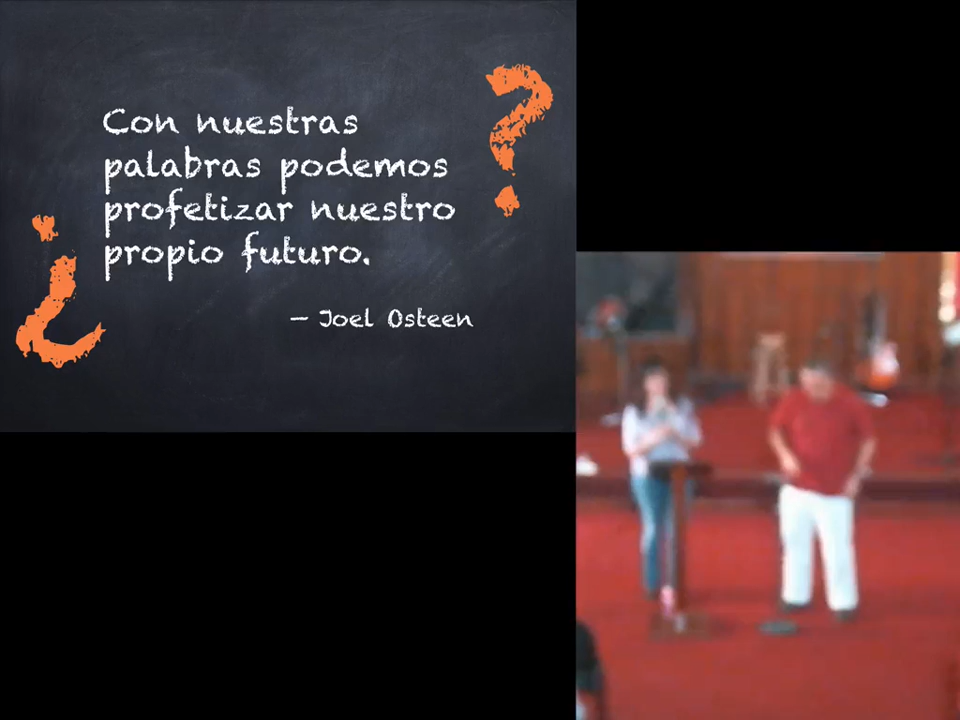 Con nuestras
palabras podemos
profetizar nuestro
propio futuro.
— Joel Osteen
¿
?